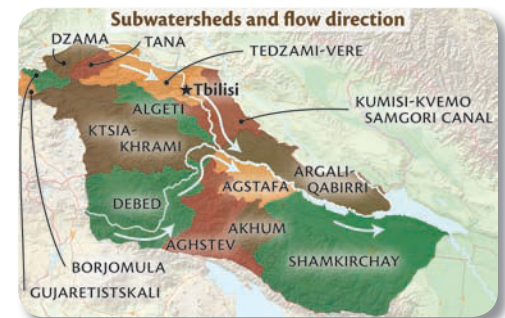 Subwatersheds and flow direction
DZAMA
TANA
TEDZAMI-VERE
Tbilisi
ALGETI
KUMISI-KVEMO
SAMGORI CANAL
KTSIA-
KHRAMI
ARGALI-
QABIRRI
AGSTAFA
DEBED
AKHUM
AGHSTEV
SHAMKIRCHAY
BORJOMULA
GUJARETISTSKALI